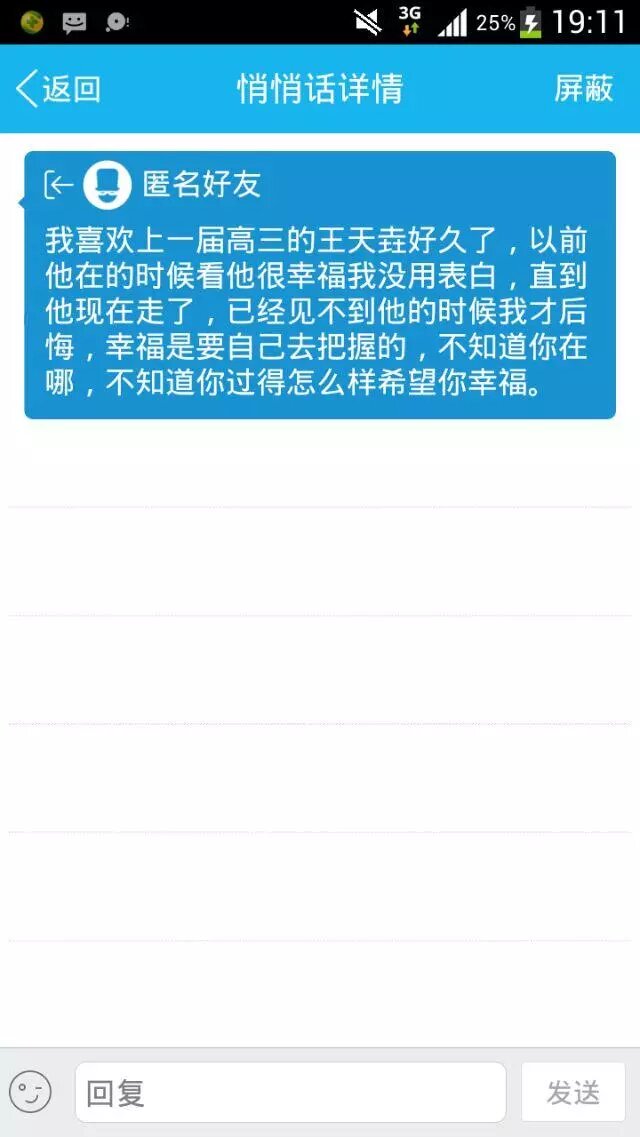 3G 25% 19:11
返回 悄悄话详情 屏蔽
匿名好友
我喜欢上一届高三的王天垚好久了，以前
他在的时候看他很幸福我没用表白，直到
他现在走了，已经见不到他的时候我才后
悔，幸福是要自己去把握的，不知道你在
哪，不知道你过得怎么样希望你幸福。
回复 发送